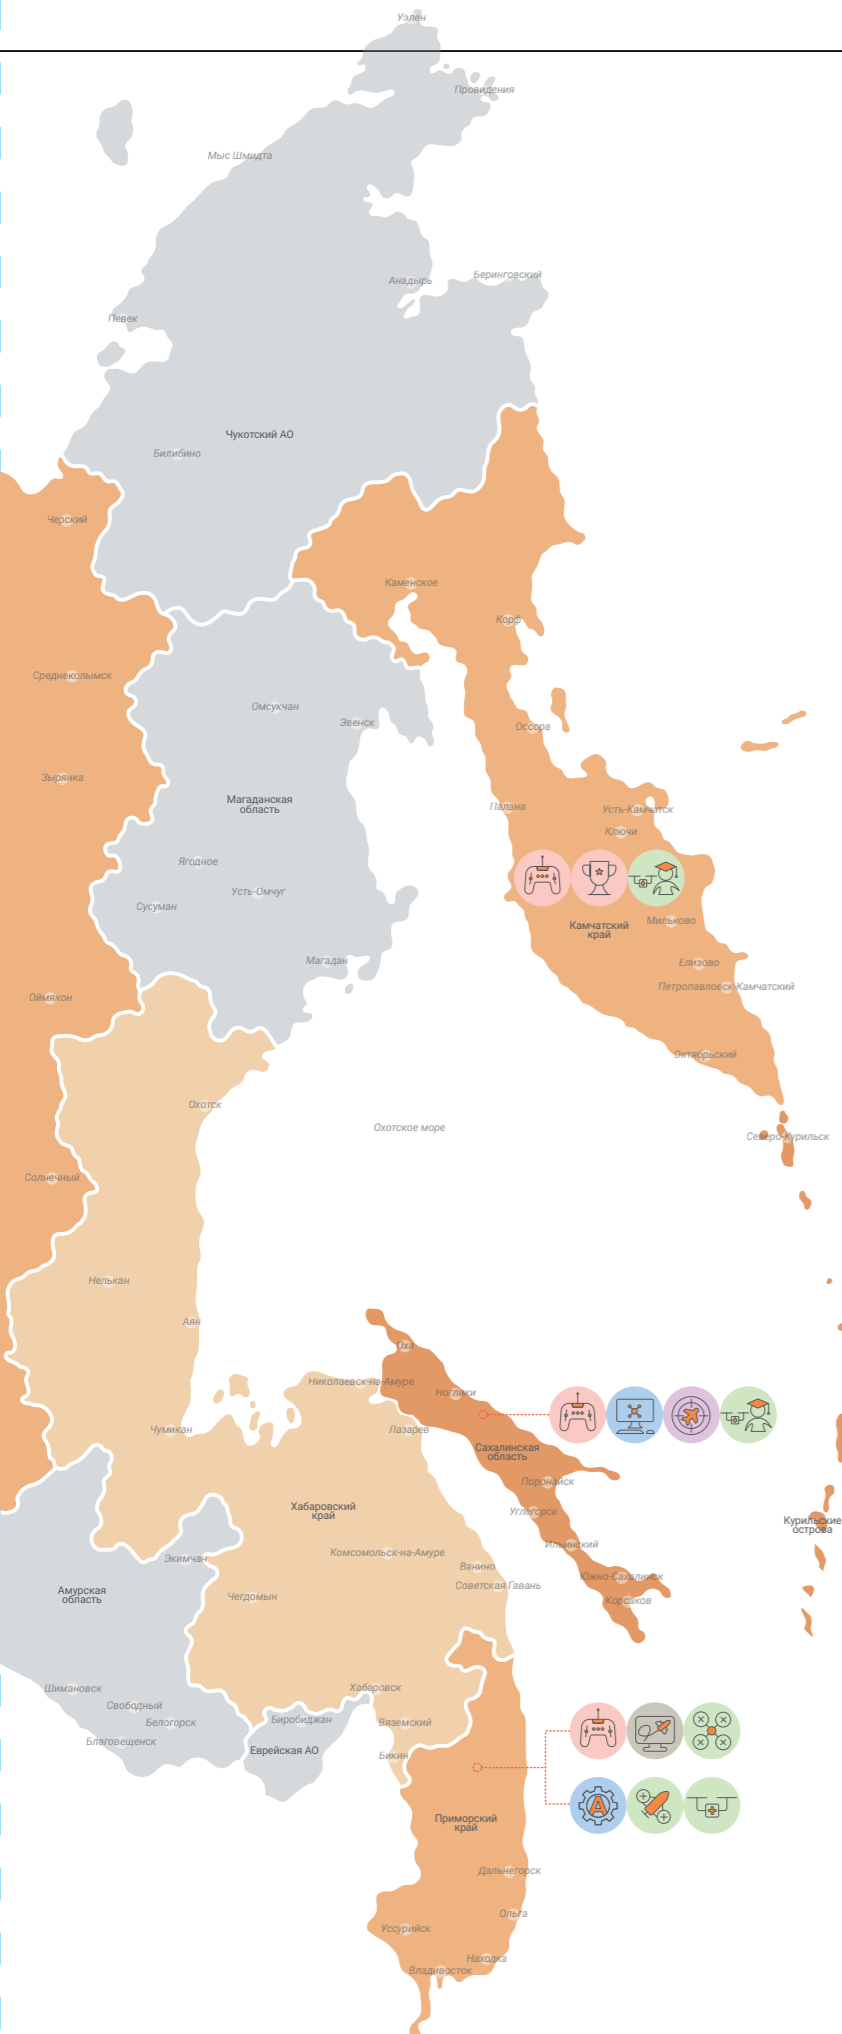 Уэлен
Провидения
Мыс Шмидта
Беринговский
Анадырь
Певек
Чукотский АО
Билибино
Черский
Каменское
Корф
Среднеколымск
Омсукчан
Эвенск
Оссора
Зырянка
Магаданская
область
Палана
Усть-Камчатск
Ключи
Ягодное
Усть-Омчуг
Сусуман
Камчатский
край
Мильково
Магадан
Елизово
Петропавловск-Камчатский
Оймякон
Октябрьский
Охотск
Охотское море
Северо-Курильск
Солнечный
Нелькан
Аян
Оха
Николаевск-на-Амуре
Ноглики
Чумикан
Лазарев
Сахалинская
область
Поронайск
Хабаровский
край
Углегорск
Курильские
острова
Ильинский
Комсомольск-на-Амуре
Экимчан
Ванино
Южно-Сахалинск
Советская Гавань
Амурская
область
Чегдомын
Корсаков
Шимановск
Хабаровск
Свободный
Белогорск
Биробиджан
Вяземский
Благовещенск
Еврейская АО
Бикин
А
Приморский
край
Дальнегорск
Ольга
Уссурийск
Находка
Владивосток